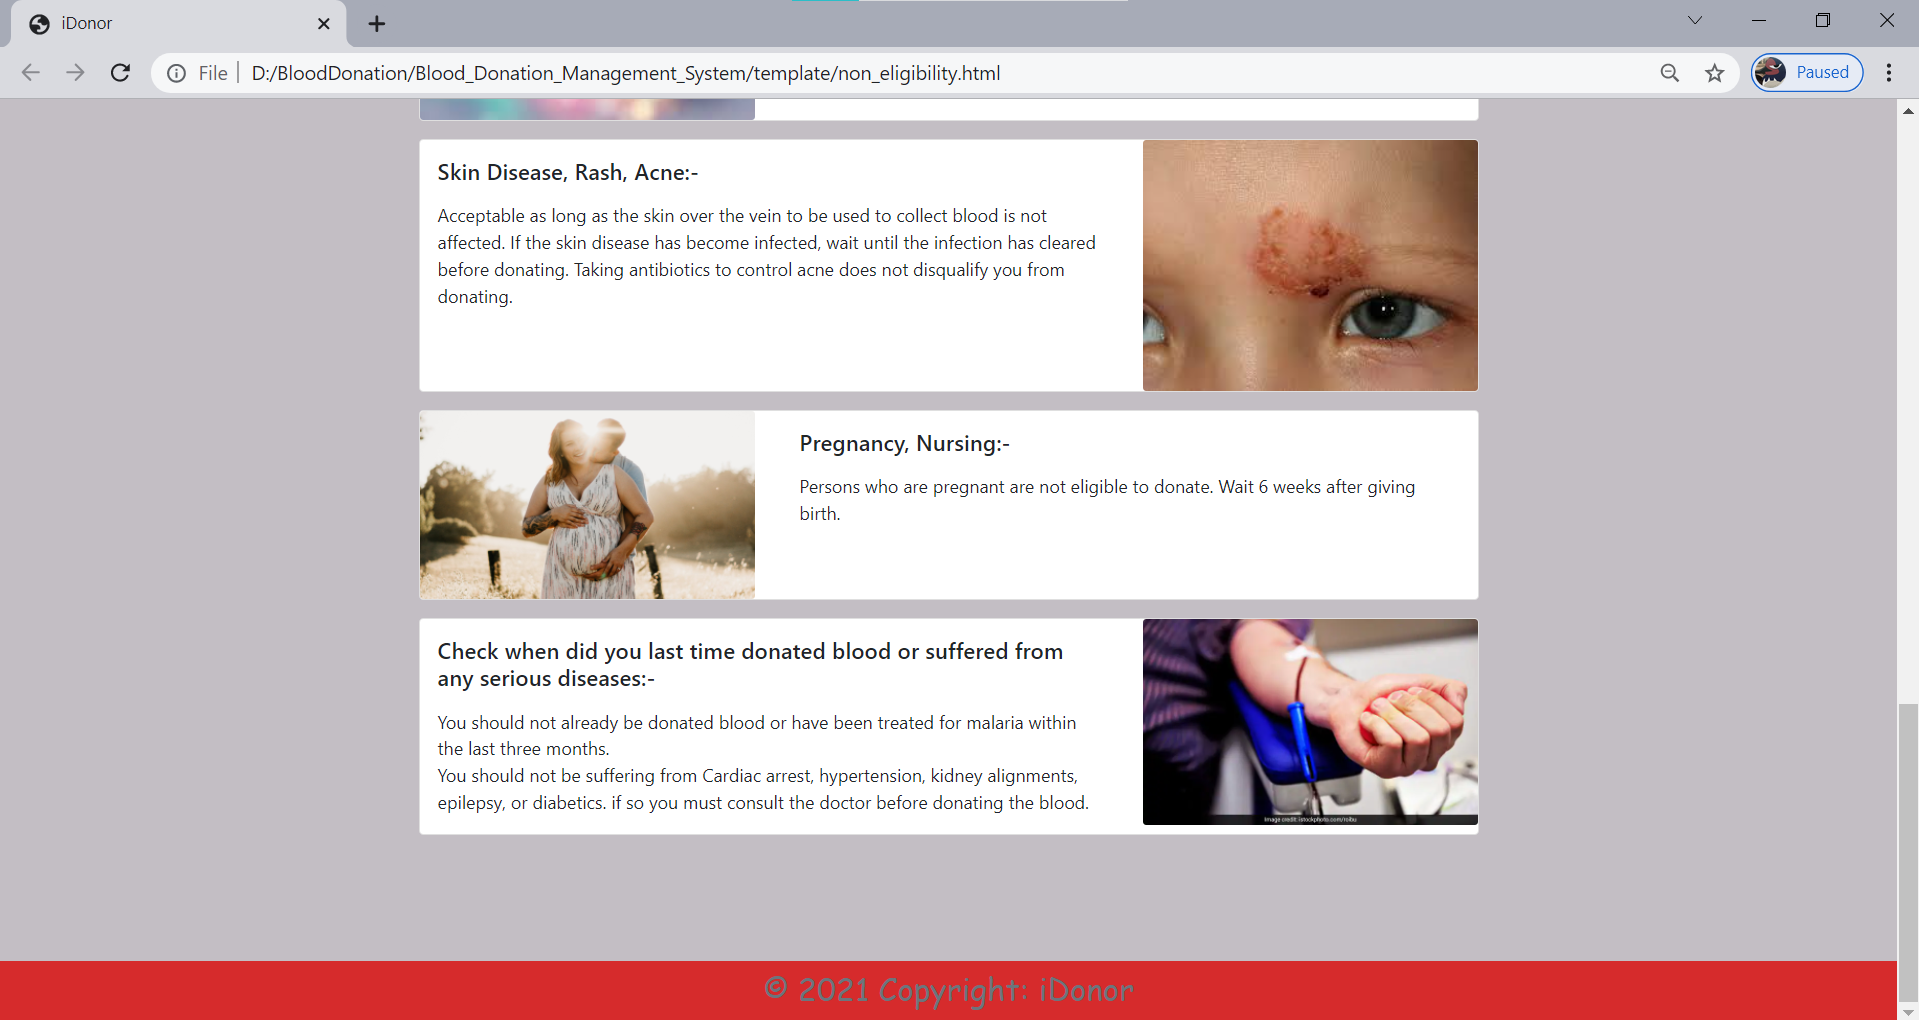 iDonor
File
D:/BloodDonation/Blood_Donation_Management_System/template/non_eligibility.html
Paused
Skin Disease, Rash, Acne:-
Acceptable as long as the skin over the vein to be used to collect blood is not
affected. If the skin disease has become infected, wait until the infection has cleared
before donating. Taking antibiotics to control acne does not disqualify you from
donating.
Pregnancy, Nursing:-
Persons who are pregnant are not eligible to donate. Wait 6 weeks after giving
birth.
Check when did you last time donated blood or suffered from
any serious diseases:-
You should not already be donated blood or have been treated for malaria within
the last three months.
You should not be suffering from Cardiac arrest, hypertension, kidney alignments,
epilepsy, or diabetics. if so you must consult the doctor before donating the blood.
Image credit: istockphoto.com/roibu
© 2021 Copyright: iDonor